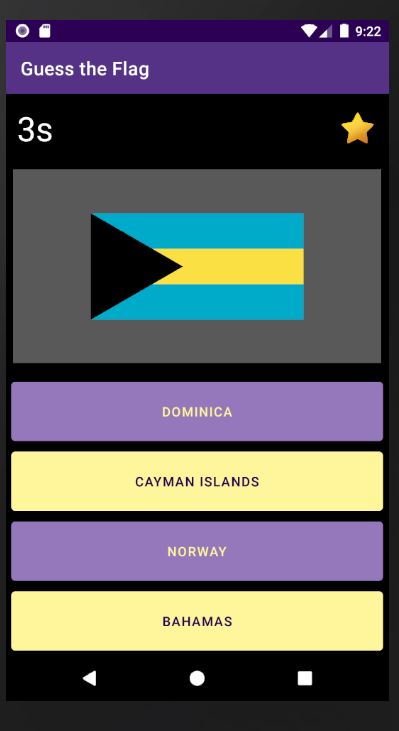 9:22
Guess the Flag
3s
DOMINICA
CAYMAN ISLANDS
NORWAY
BAHAMAS